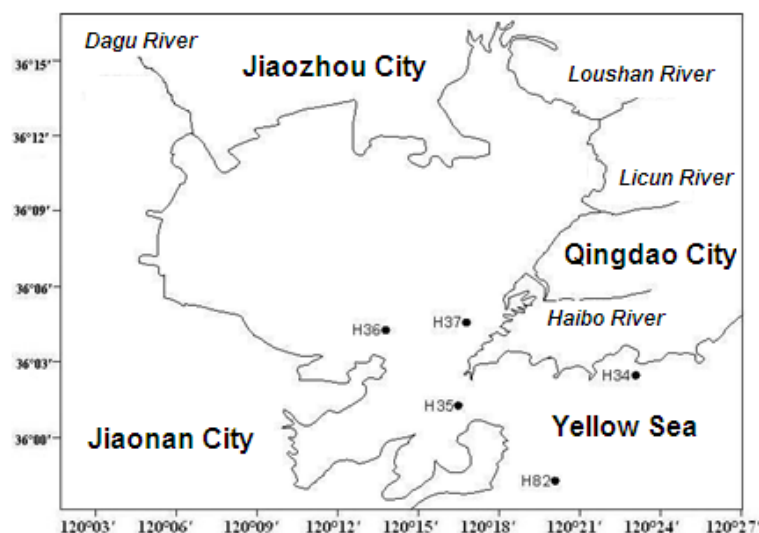 Dagu River
Jiaozhou City
Loushan River
Licun River
Qingdao City
Haibo River
H36
H37
H34
H35
Jiaonan City
Yellow Sea
H82
36°15′
36°12′
36°09′
36°06′
36°03′
36°00′
120°03′ 120°06′ 120°09′ 120°12′ 120°15′ 120°18′ 120°21′ 120°24′ 120°27′